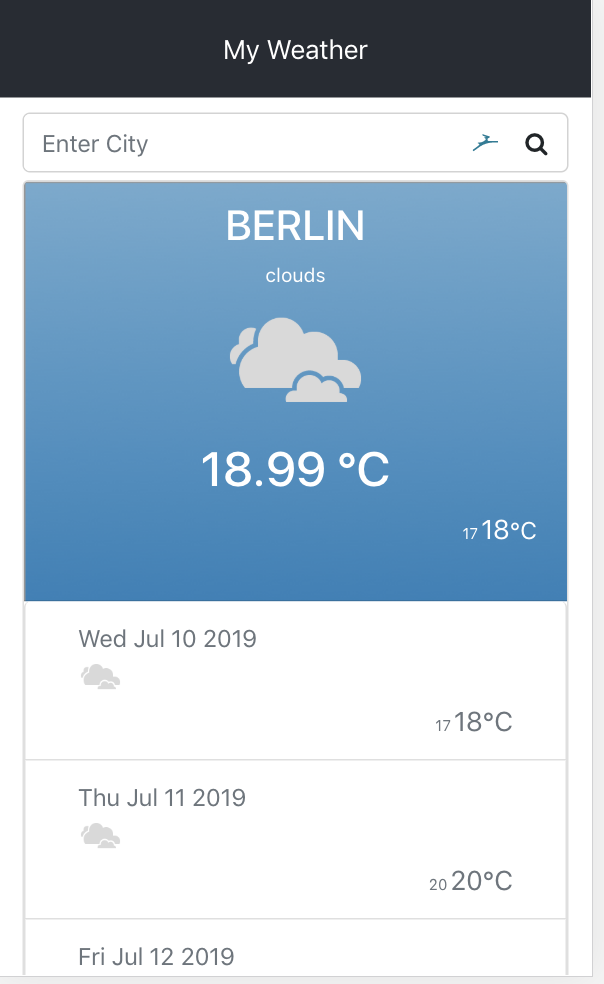 My Weather
Enter City
BERLIN
clouds
18.99 °C
17 18°C
Wed Jul 10 2019
17 18°C
Thu Jul 11 2019
20 20°C
Fri Jul 12 2019